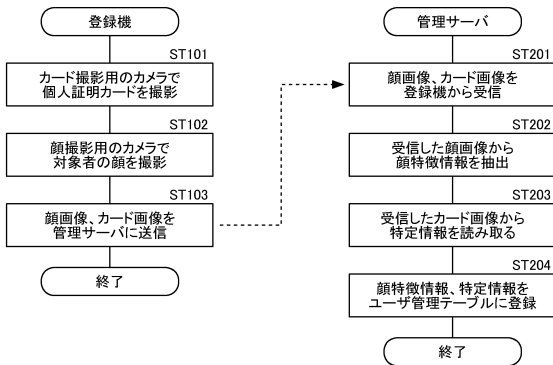 登録機
ST101
カード撮影用のカメラで
個人証明カードを撮影
ST102
顔撮影用のカメラで
対象者の顔を撮影
ST103
顔画像、カード画像を
管理サーバに送信
終了
管理サーバ
ST201
顔画像、カード画像を
登録機から受信
ST202
受信した顔画像から
顔特徴情報を抽出
ST203
受信したカード画像から
特定情報を読み取る
ST204
顔特徴情報、特定情報を
ユーザ管理テーブルに登録
終了